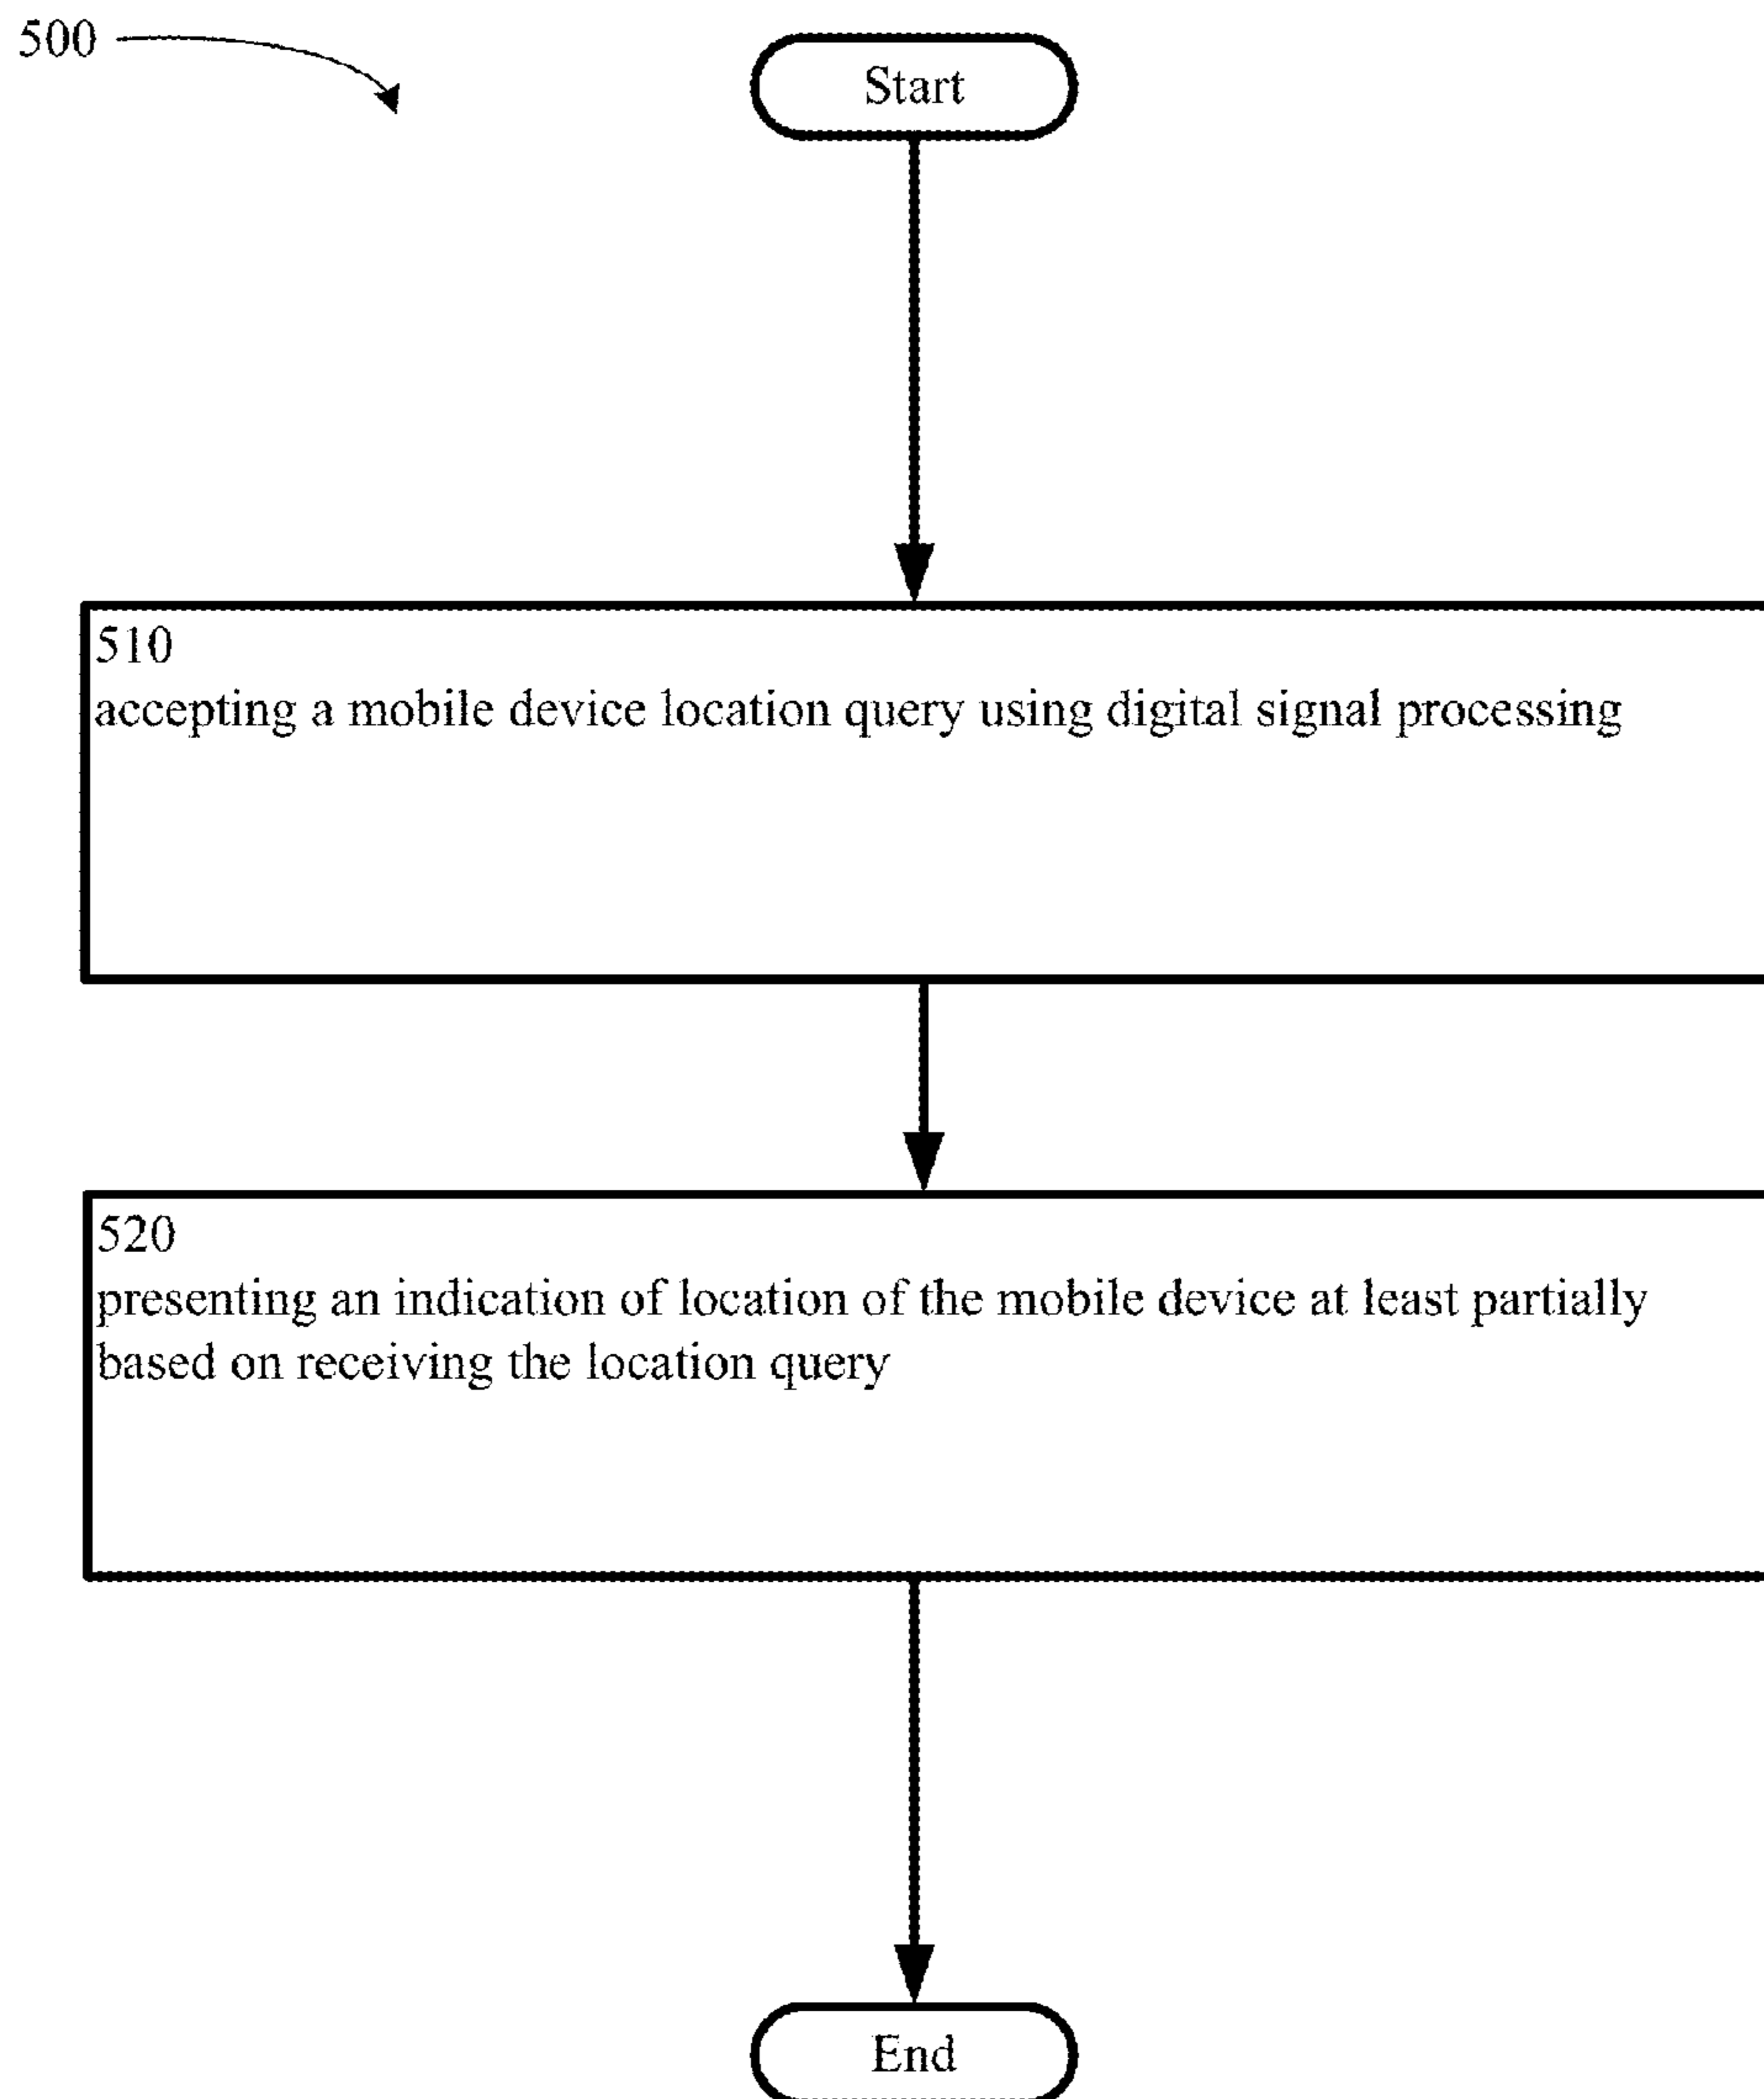 500
Start
510
accepting a mobile device location query using digital signal processing
520
presenting an indication of location of the mobile device at least partially
based on receiving the location query
End